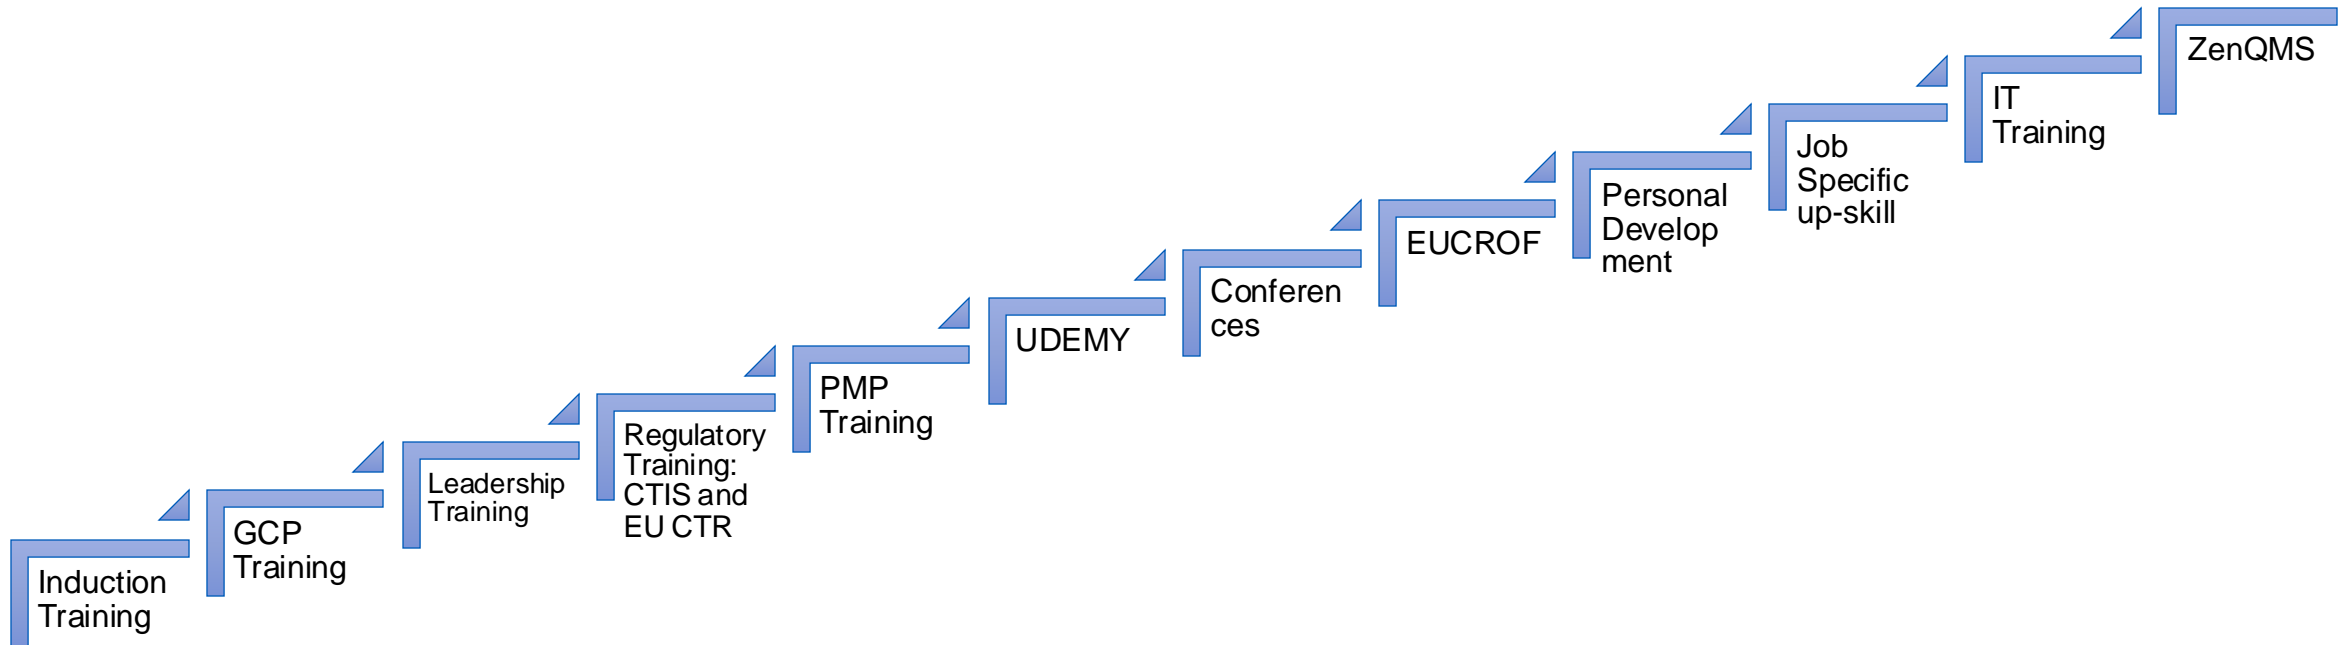 Induction
Training
GCP
Training
Leadership
Training
Regulatory
Training:
CTIS and
EU CTR
PMP
Training
UDEMY
Conferen
ces
EUCROF
Personal
Develop
ment
Job
Specific
up-skill
IT
Training
ZenQMS